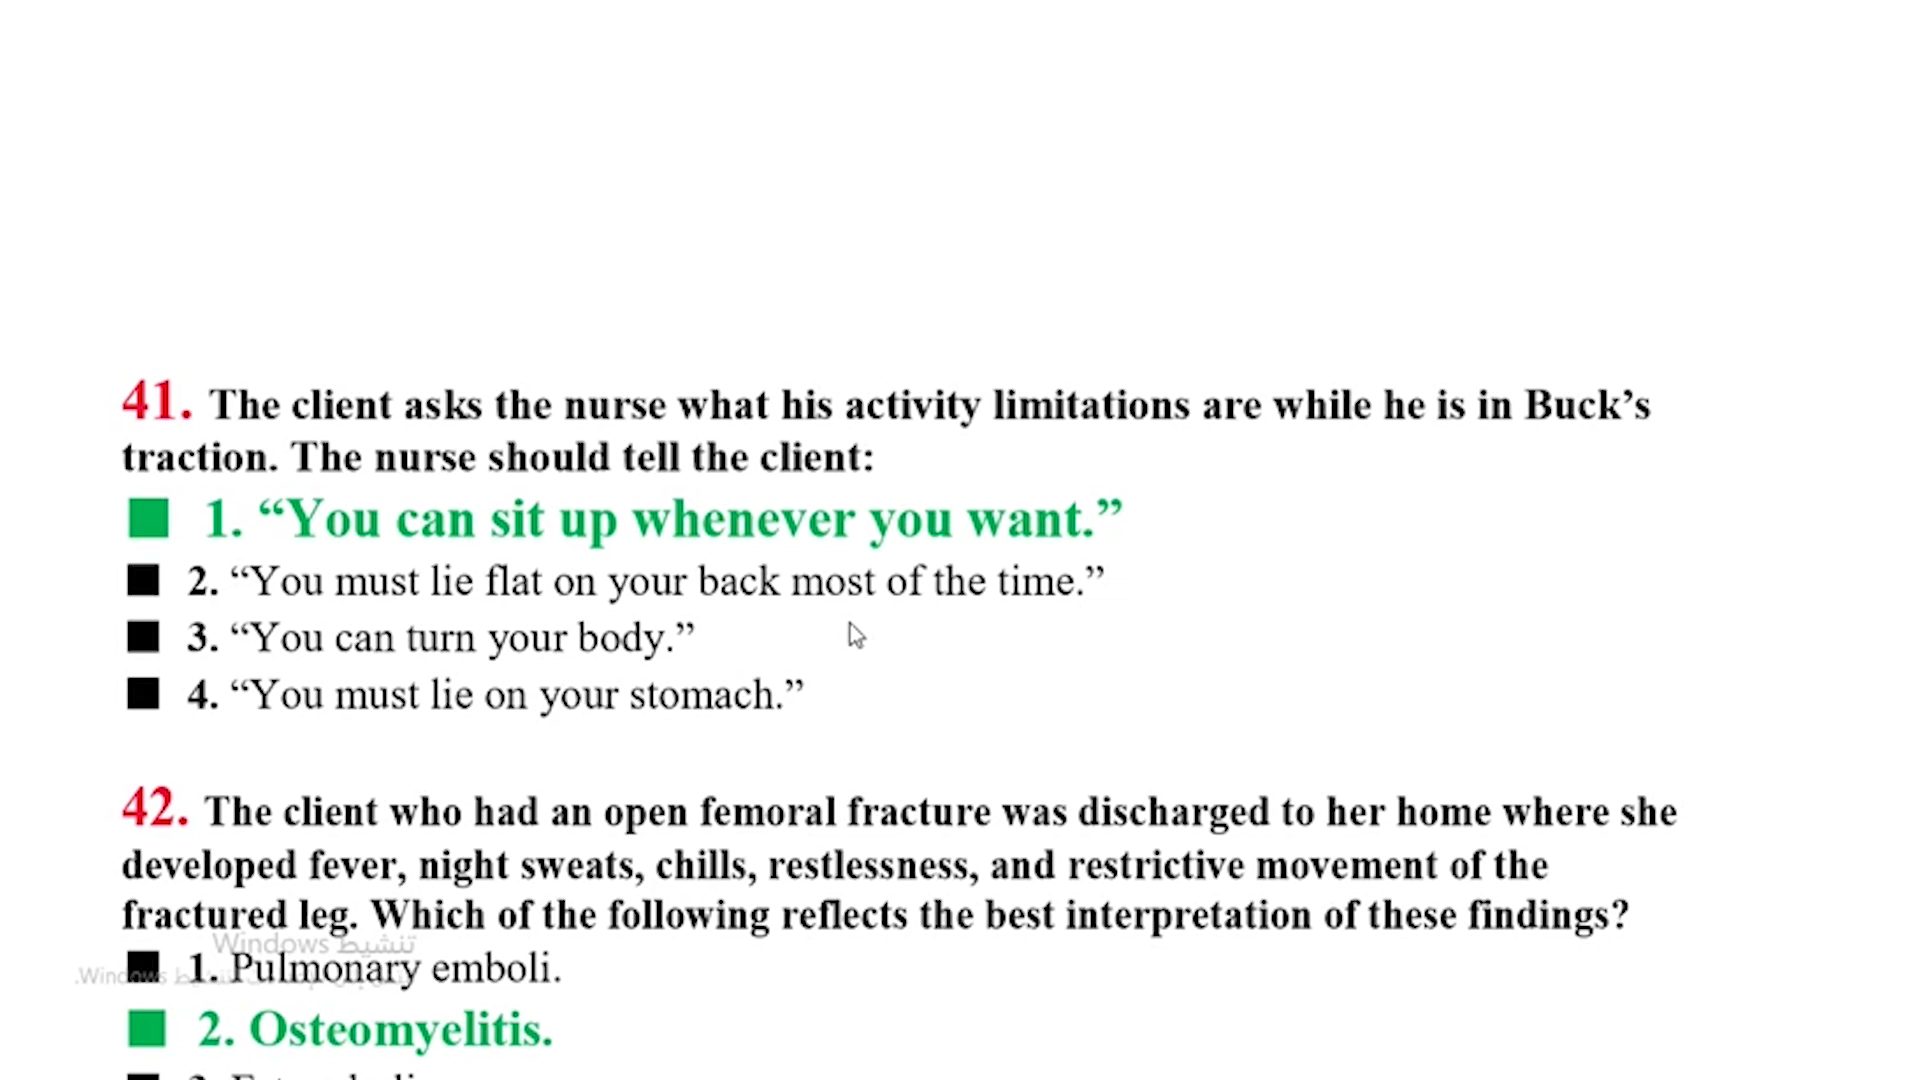 41. The client asks the nurse what his activity limitations are while he is in Buck’s
traction. The nurse should tell the client:
1. “You can sit up whenever you want.”
2. “You must lie flat on your back most of the time.”
3. “You can turn your body.”
4. “You must lie on your stomach.”
42. The client who had an open femoral fracture was discharged to her home where she
developed fever, night sweats, chills, restlessness, and restrictive movement of the
fractured leg. Which of the following reflects the best interpretation of these findings?
تنشيط Windows
1. Pulmonary emboli.
Windows.
2. Osteomyelitis.